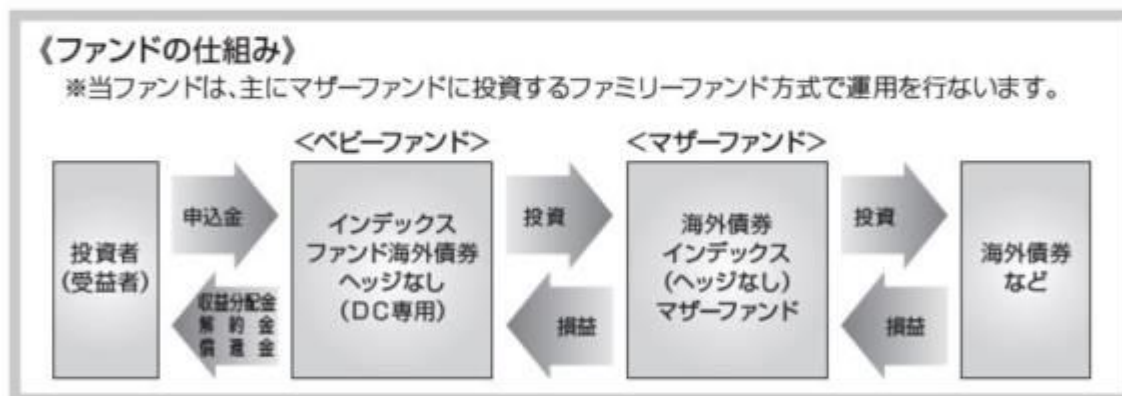 《ファンドの仕組み》
※当ファンドは、主にマザーファンドに投資するファミリーファンド方式で運用を行ないます。
＜ベビーファンド＞
＜マザーファンド＞
投資者
(受益者)
申込金
収益分配金
解約金
償還金
インデックス
ファンド海外債券
ヘッジなし
(DC専用)
投資
損益
海外債券
インデックス
(ヘッジなし)
マザーファンド
投資
損益
海外債券
など